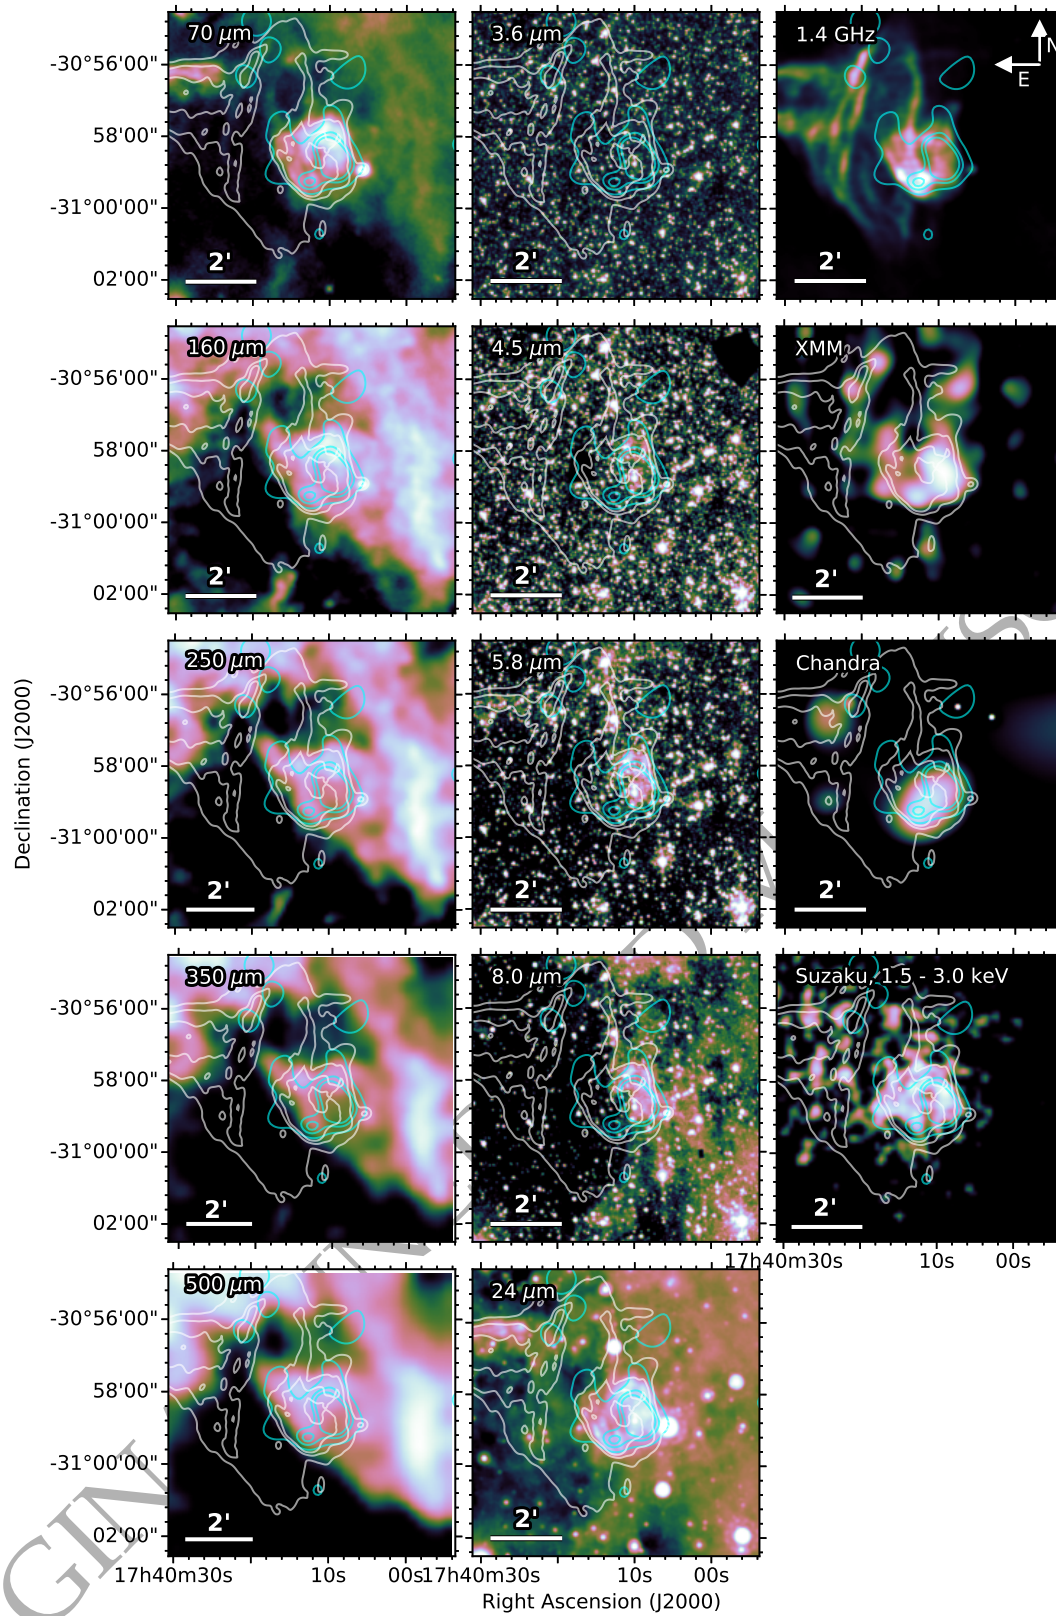 70 μm
3.6 μm
1.4 GHz
N
E
-30°56'00"
58'00"
-31°00'00"
02'00"
2'
2'
2'
160 μm
4.5 μm
XMM
-30°56'00"
58'00"
-31°00'00"
02'00"
2'
2'
2'
250 μm
5.8 μm
Chandra
-30°56'00"
58'00"
-31°00'00"
02'00"
2'
2'
2'
Declination (J2000)
350 μm
8.0 μm
Suzaku, 1.5 - 3.0 keV
-30°56'00"
58'00"
-31°00'00"
02'00"
2'
2'
2'
17h40m30s
10s
00s
500 μm
24 μm
-30°56'00"
58'00"
-31°00'00"
02'00"
2'
2'
17h40m30s
10s
00s
17h40m30s
10s
00s
Right Ascension (J2000)